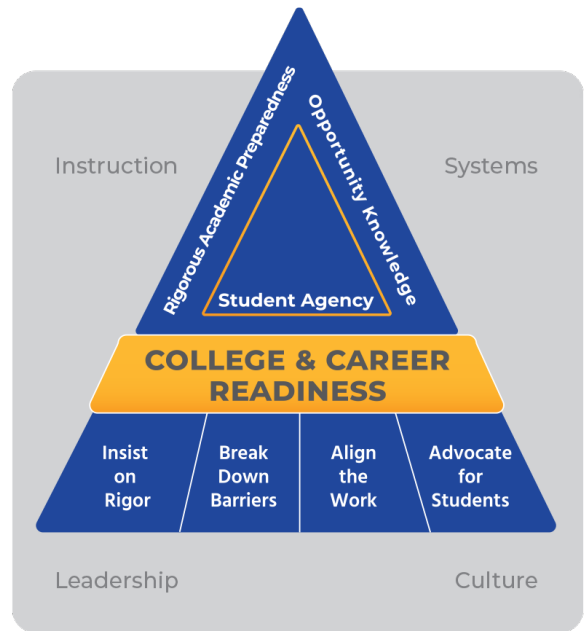 Instruction
Systems
Rigorous Academic Preparedness
Opportunity Knowledge
Student Agency
COLLEGE & CAREER
READINESS
Insist
on
Rigor
Break
Down
Barriers
Align
the
Work
Advocate
for
Students
Leadership
Culture